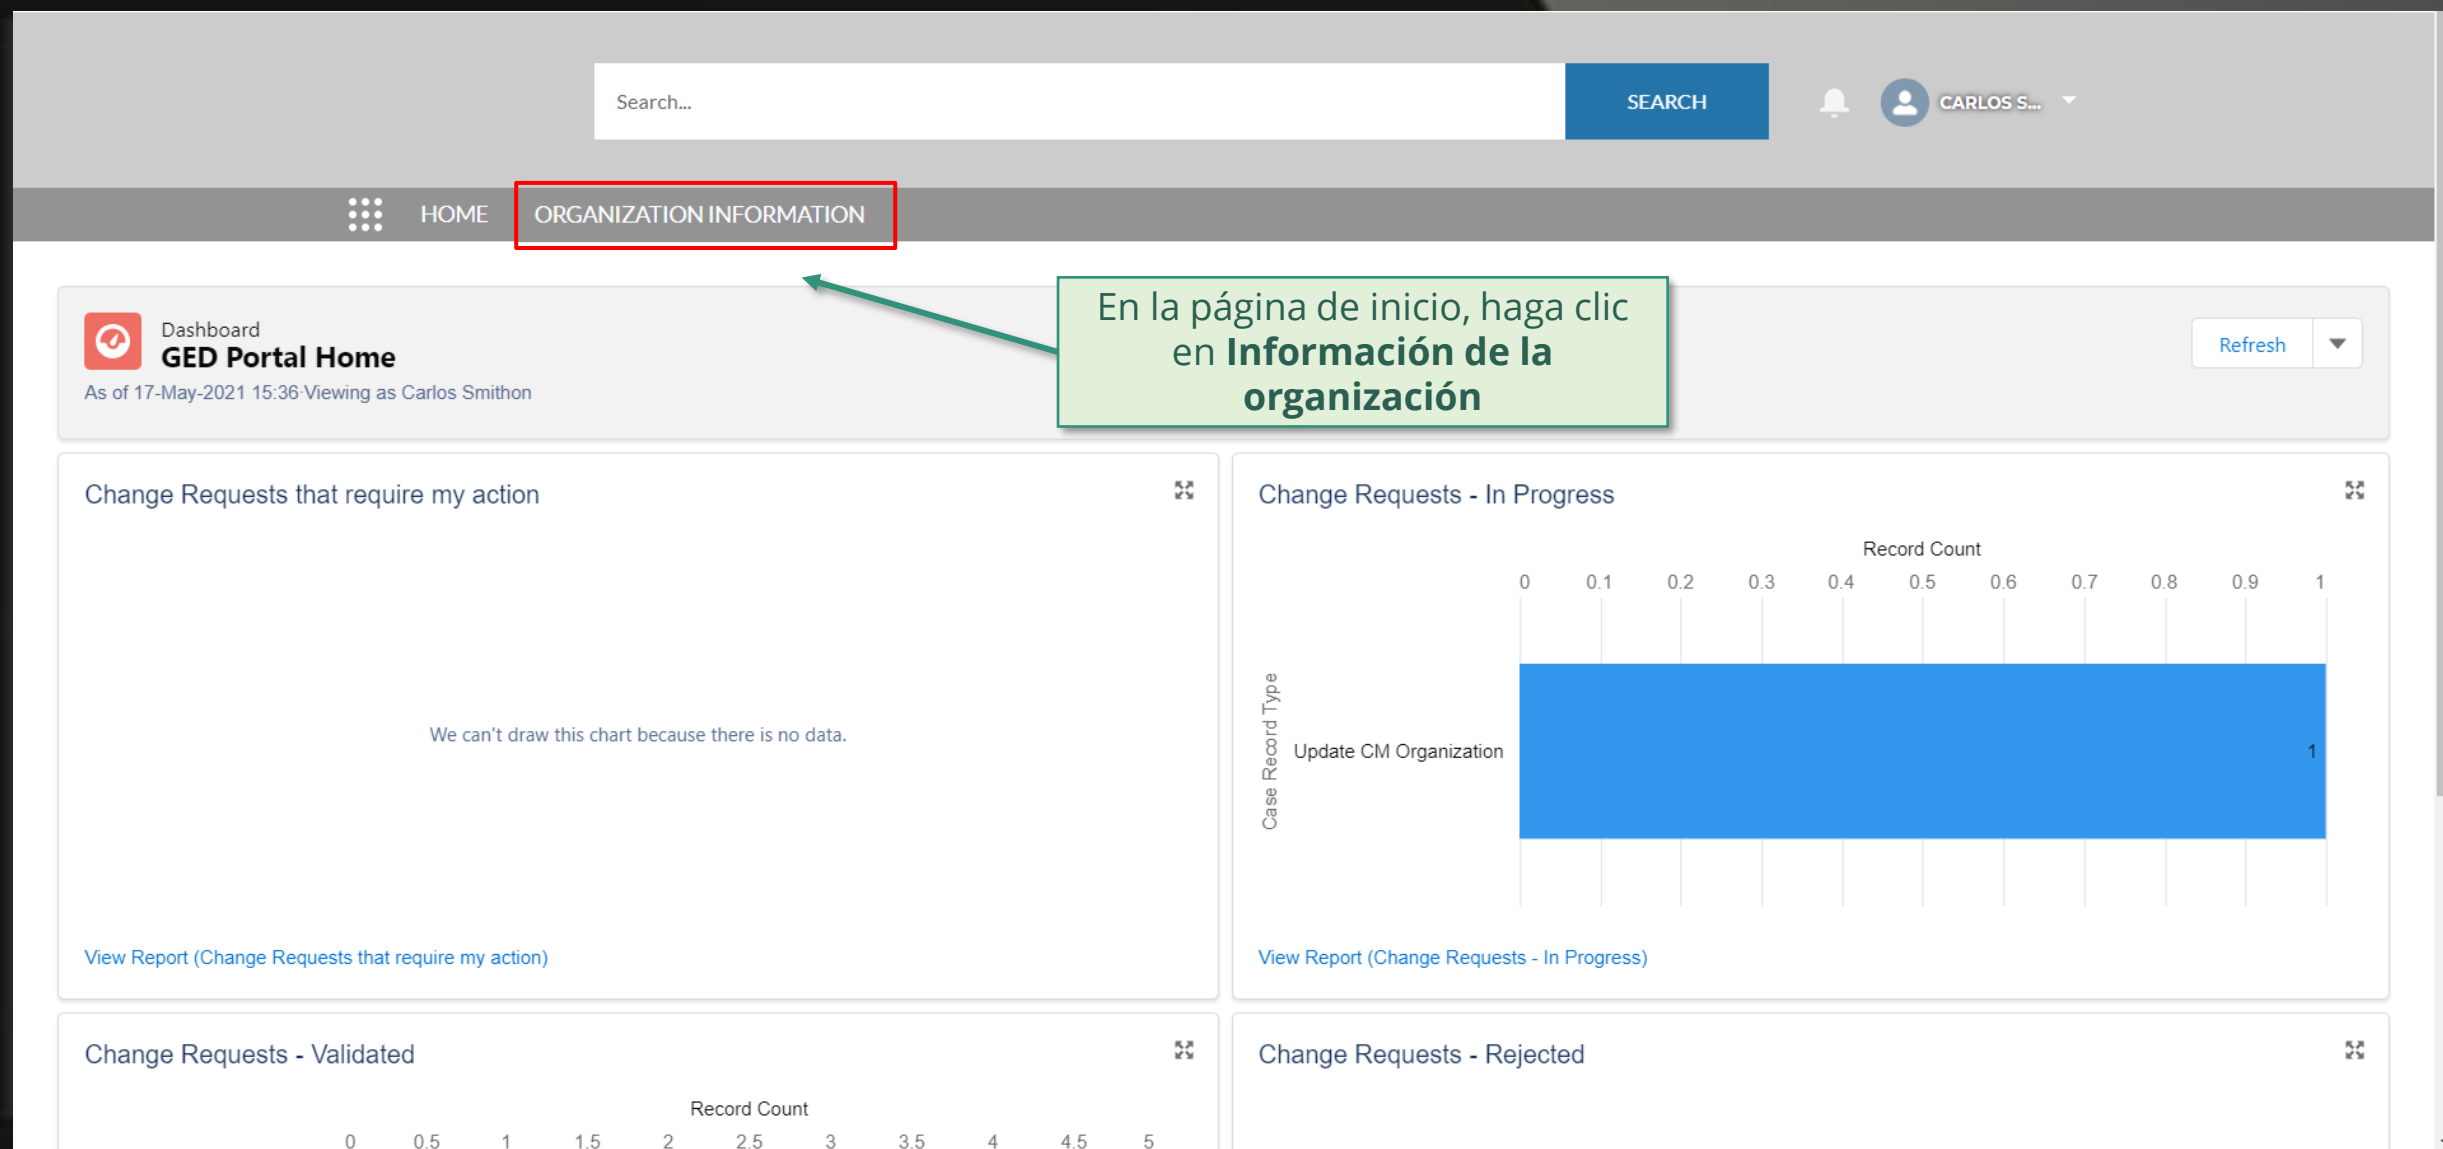 Search...
SEARCH
CARLOS S...
HOME
ORGANIZATION INFORMATION
En la página de inicio, haga clic
en Información de la
organización
Dashboard
GED Portal Home
As of 17-May-2021 15:36·Viewing as Carlos Smithon
Refresh
Change Requests that require my action
We can't draw this chart because there is no data.
View Report (Change Requests that require my action)
Change Requests - In Progress
Record Count
0 0.1 0.2 0.3 0.4 0.5 0.6 0.7 0.8 0.9 1
Case Record Type
Update CM Organization
1
View Report (Change Requests - In Progress)
Change Requests - Validated
Record Count
0 0.5 1 1.5 2 2.5 3 3.5 4 4.5 5
Change Requests - Rejected